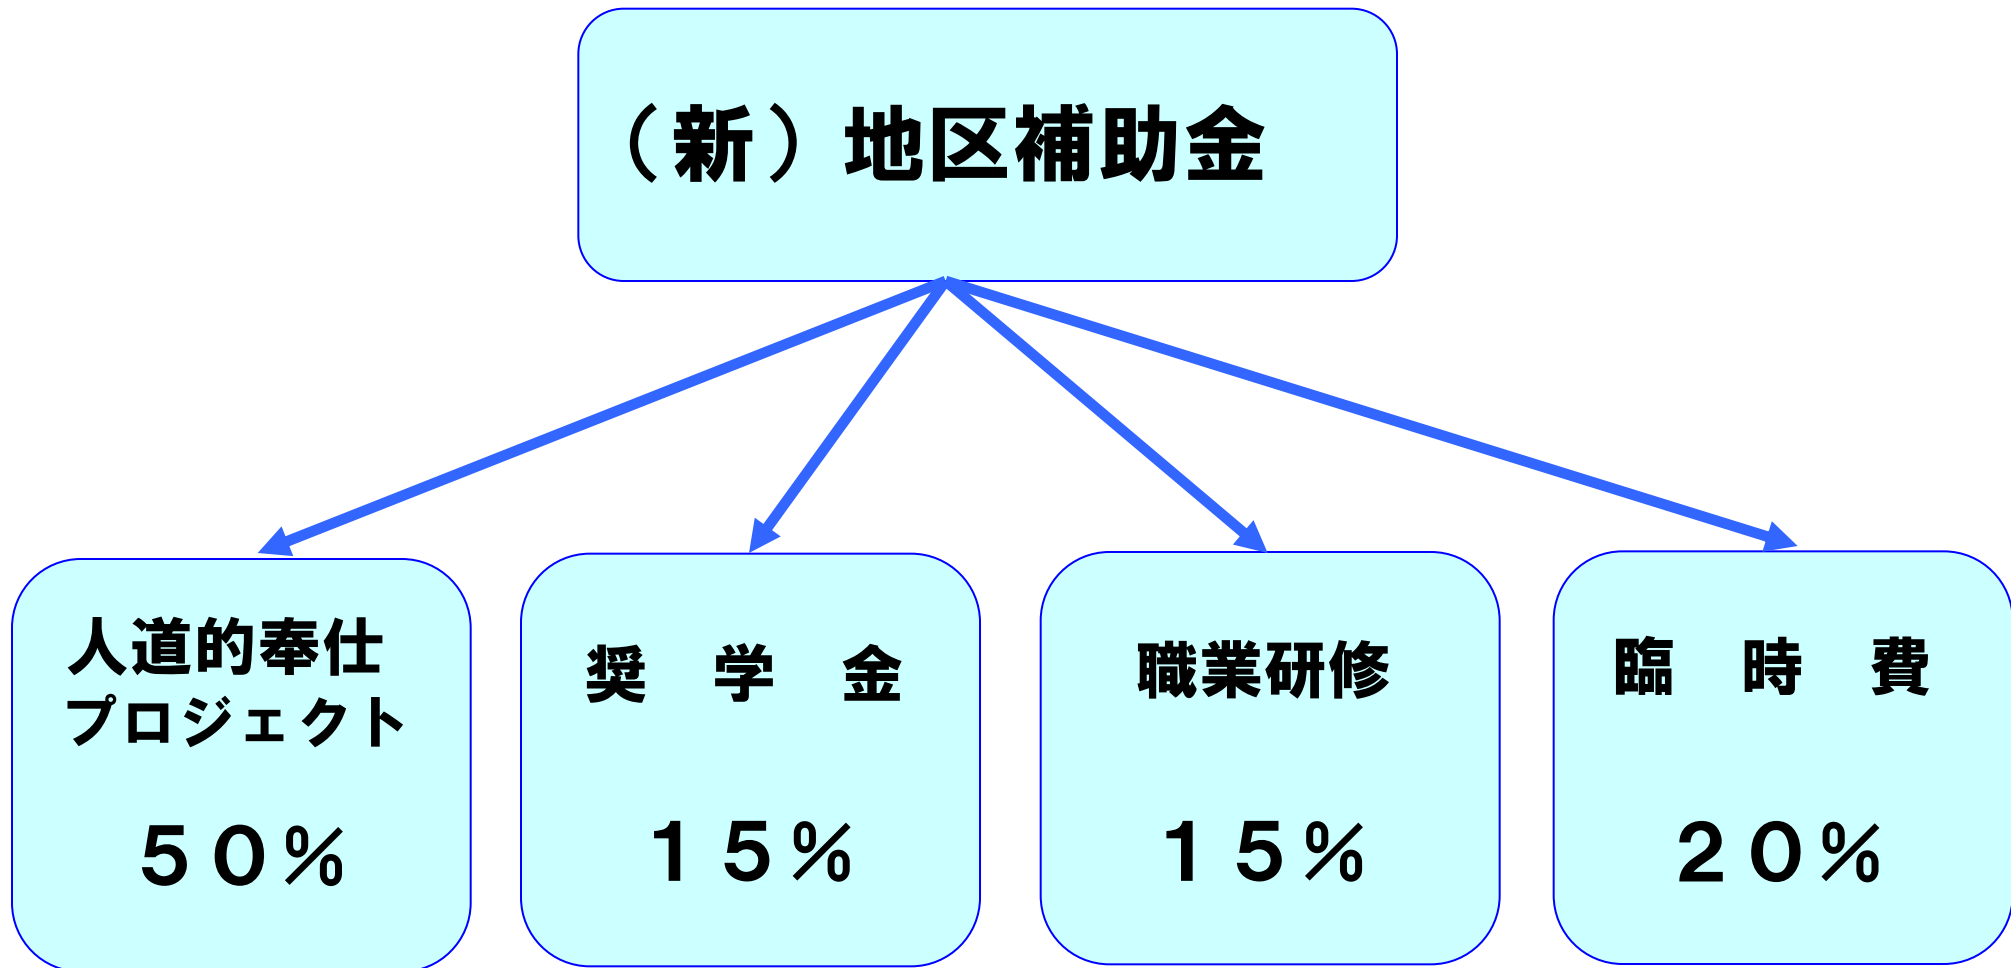 （新）地区補助金
人道的奉仕
プロジェクト
５０％
奨　学　金
１５％
職業研修
１５％
臨　時　費
２０％